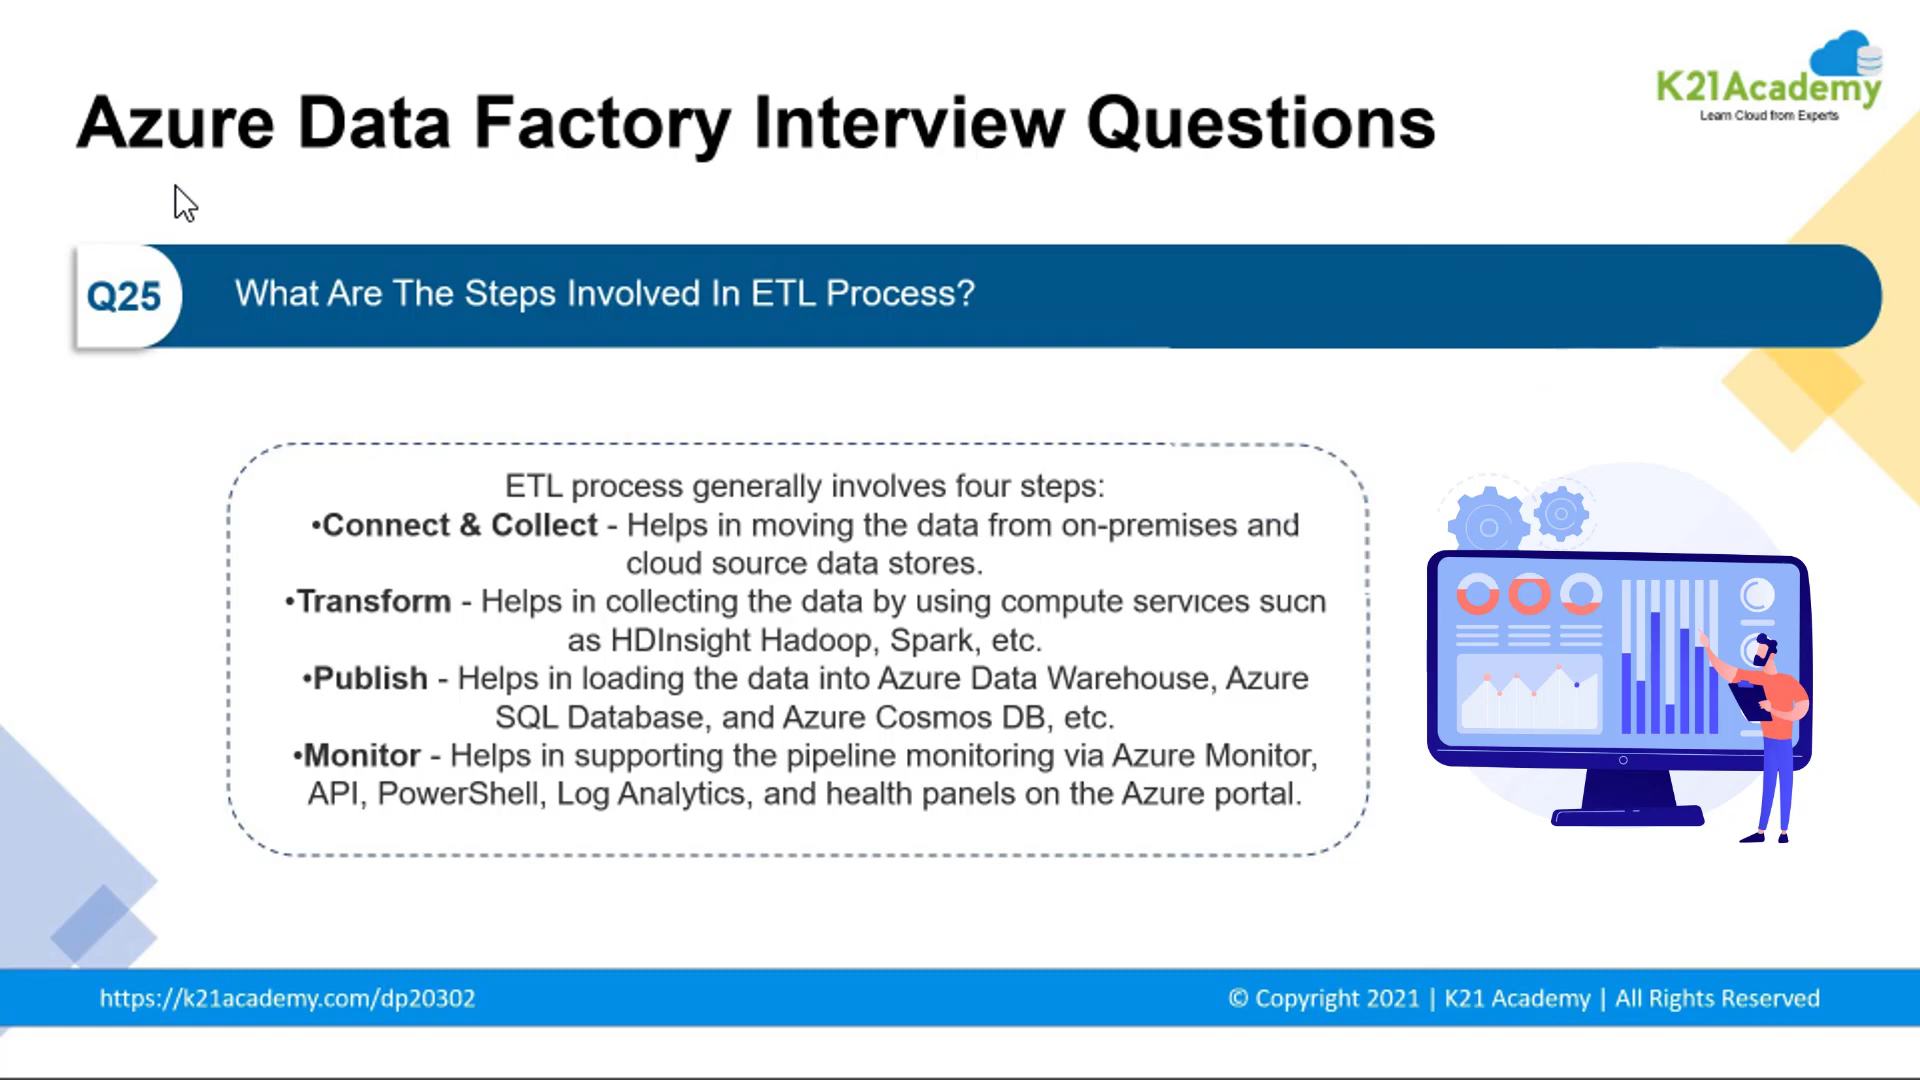 K21Academy
Learn Cloud from Experts
Azure Data Factory Interview Questions
Q25
What Are The Steps Involved In ETL Process?
ETL process generally involves four steps:
•Connect & Collect - Helps in moving the data from on-premises and
cloud source data stores.
•Transform - Helps in collecting the data by using compute services such
as HDInsight Hadoop, Spark, etc.
•Publish - Helps in loading the data into Azure Data Warehouse, Azure
SQL Database, and Azure Cosmos DB, etc.
•Monitor - Helps in supporting the pipeline monitoring via Azure Monitor,
API, PowerShell, Log Analytics, and health panels on the Azure portal.
https://k21academy.com/dp20302
© Copyright 2021 | K21 Academy | All Rights Reserved